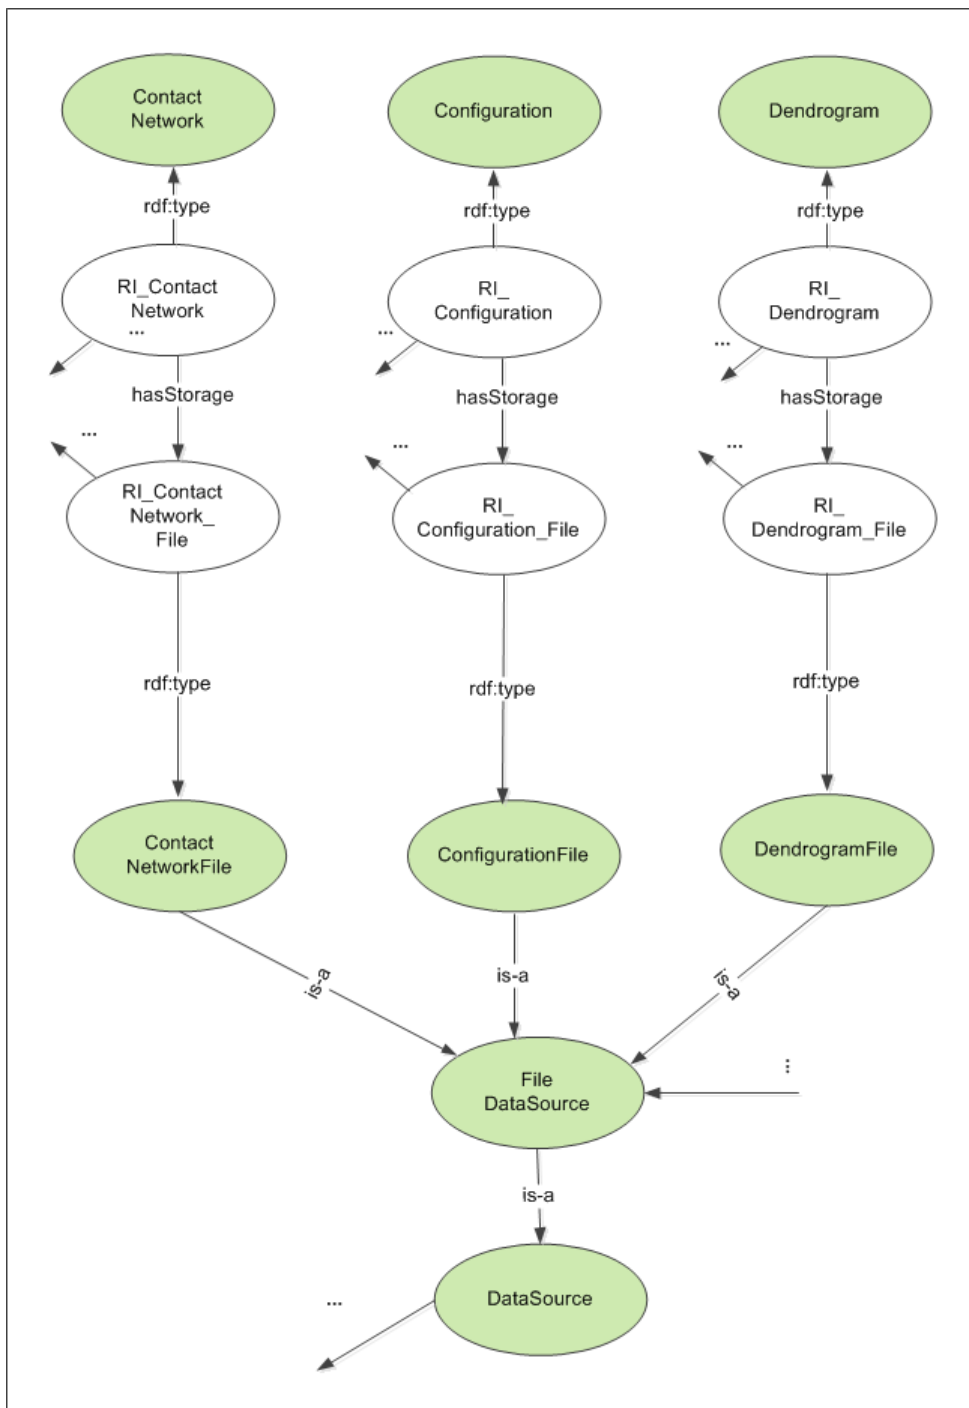 Contact
Network
Configuration
Dendrogram
rdf:type
rdf:type
rdf:type
RI_Contact
Network
...
RI_
Configuration
...
RI_
Dendrogram
...
hasStorage
hasStorage
hasStorage
...
...
...
RI_Contact
Network_
File
RI_
Configuration_File
RI_
Dendrogram_File
rdf:type
rdf:type
rdf:type
Contact
NetworkFile
ConfigurationFile
DendrogramFile
is-a
is-a
is-a
...
File
DataSource
is-a
...
DataSource